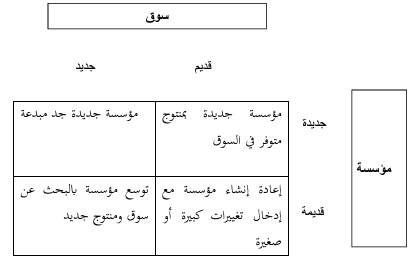 سوق
قديم
جديد
جديدة
مؤسسة جديدة بمنتوج
متوفر في السوق
مؤسسة جديدة جد مبدعة
مؤسسة
قديمة
إعادة إنشاء مؤسسة مع
إدخال تغييرات كبيرة أو
صغيرة
توسع مؤسسة بالبحث عن
سوق ومنتوج جديد